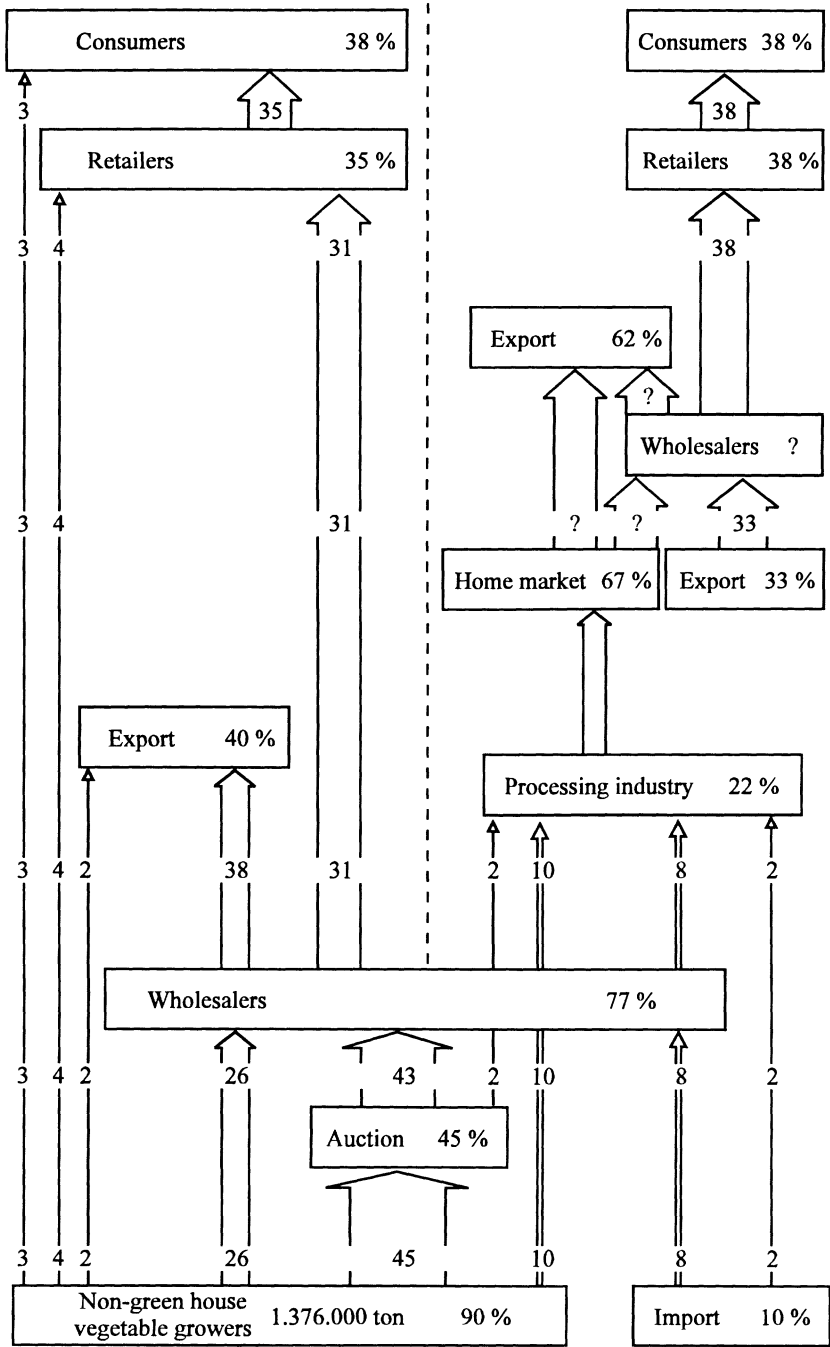 Consumers 38 %
Consumers 38 %
3
35
38
Retailers 35 %
Retailers 38 %
3 4 31
38
Export 62 %
?
Wholesalers ?
3 4 31
? ? 33
Home market 67 %
Export 33 %
Export 40 %
Processing industry 22 %
3 4 2 38 31
2 10 8 2
Wholesalers 77 %
3 4 2 26 43 2 10 8 2
Auction 45 %
3 4 2 26 45 10 8 2
Non-green house
vegetable growers 1.376.000 ton 90 %
Import 10 %